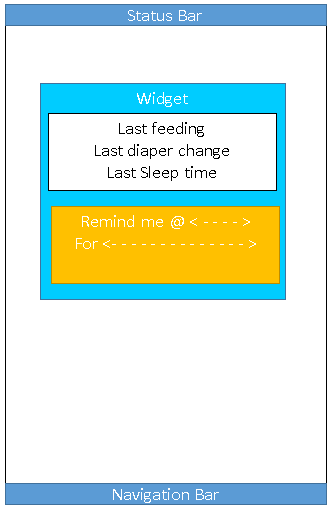 Status Bar
Widget
Last feeding
Last diaper change
Last Sleep time
Remind me @ < - - - - >
For <- - - - - - - - - - - - - - >
Navigation Bar